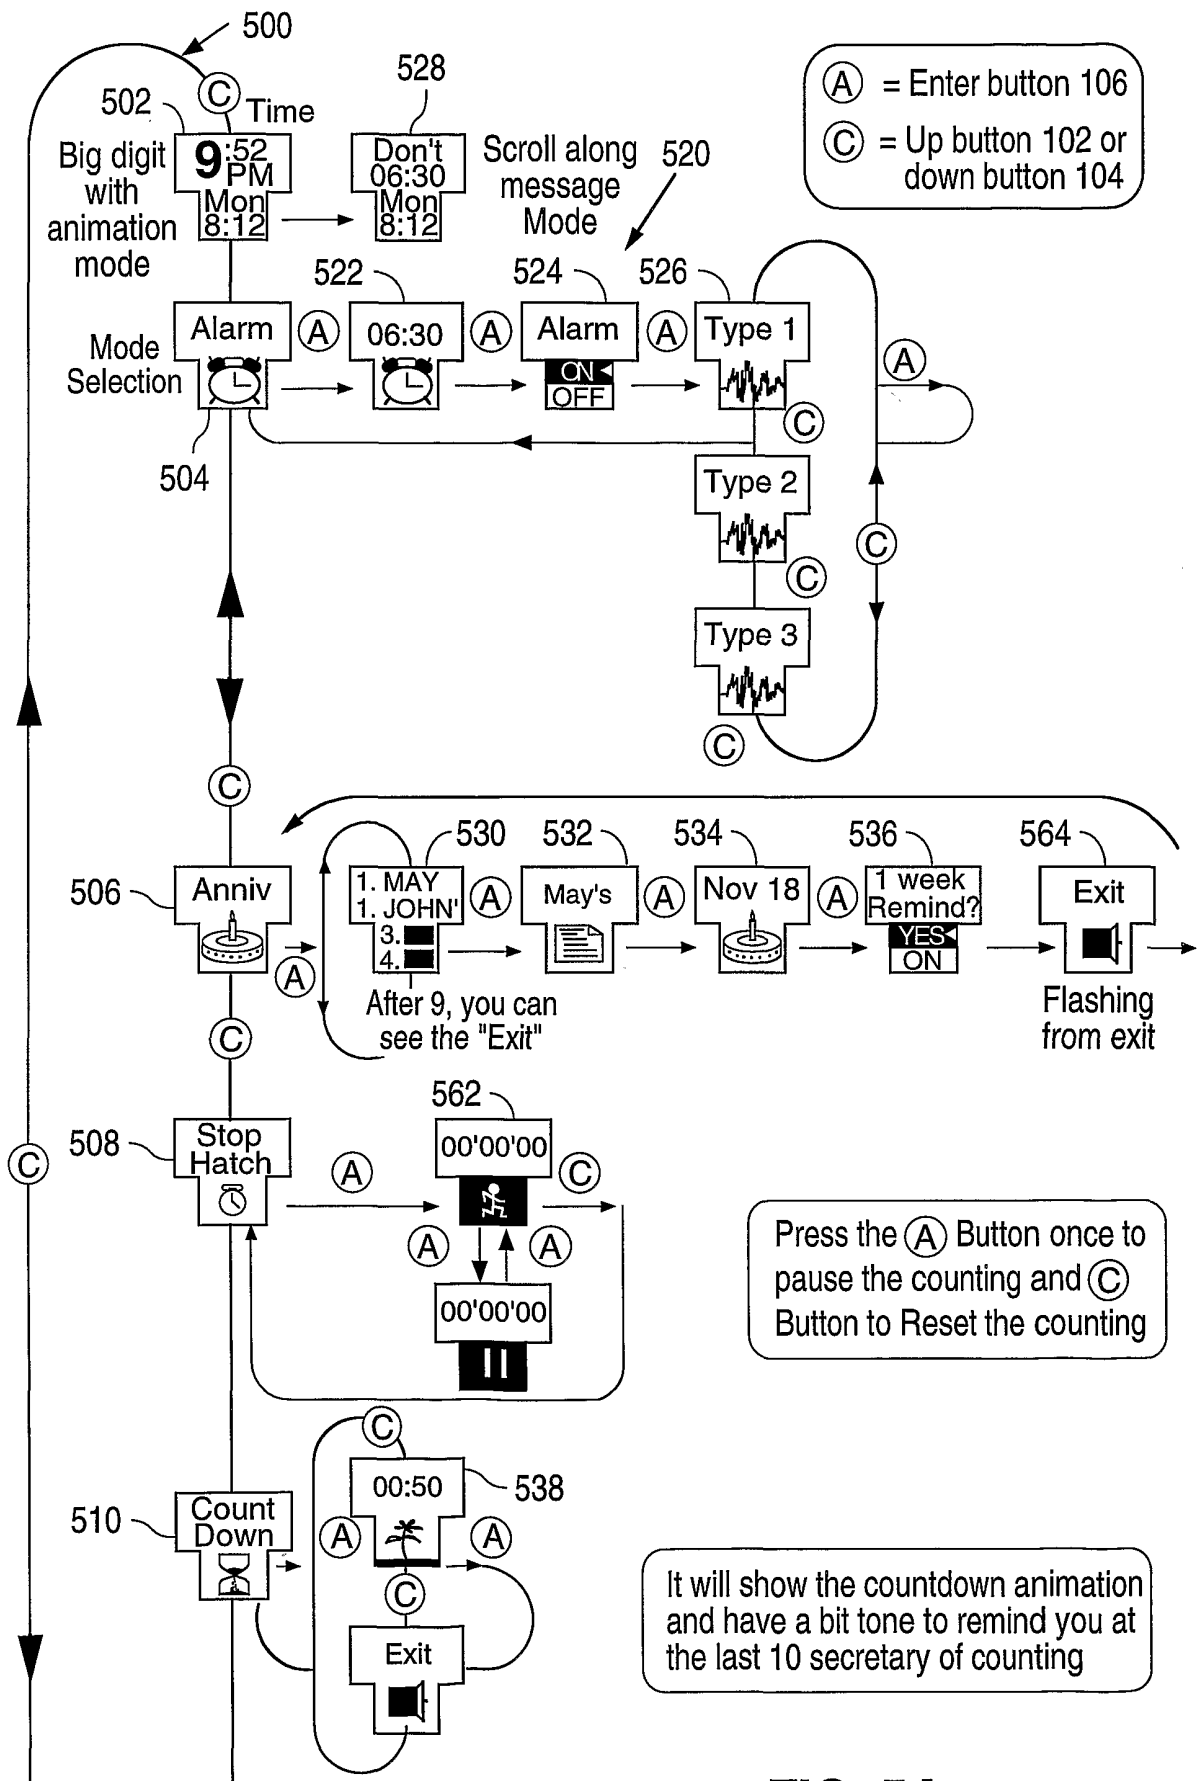 500
C
Time
502
528
A = Enter button 106
C = Up button 102 or
down button 104
Big digit
with
animation
mode
9:52
PM
Mon
8:12
Don't
06:30
Mon
8:12
Scroll along
message
Mode
520
522
524
526
Mode
Selection
Alarm
A
06:30
A
Alarm
ON
OFF
A
Type 1
A
C
504
Type 2
C
C
Type 3
C
C
530
532
534
536
564
506
Anniv
A
1. MAY
1. JOHN'
3.
4.
A
May's
A
Nov 18
A
1 week
Remind?
YES
ON
Exit
After 9, you can
see the "Exit"
Flashing
from exit
C
562
508
Stop
Hatch
A
00'00'00
C
C
A
A
00'00'00
Press the A Button once to
pause the counting and C
Button to Reset the counting
C
510
Count
Down
A
00:50
538
A
C
Exit
It will show the countdown animation
and have a bit tone to remind you at
the last 10 secretary of counting